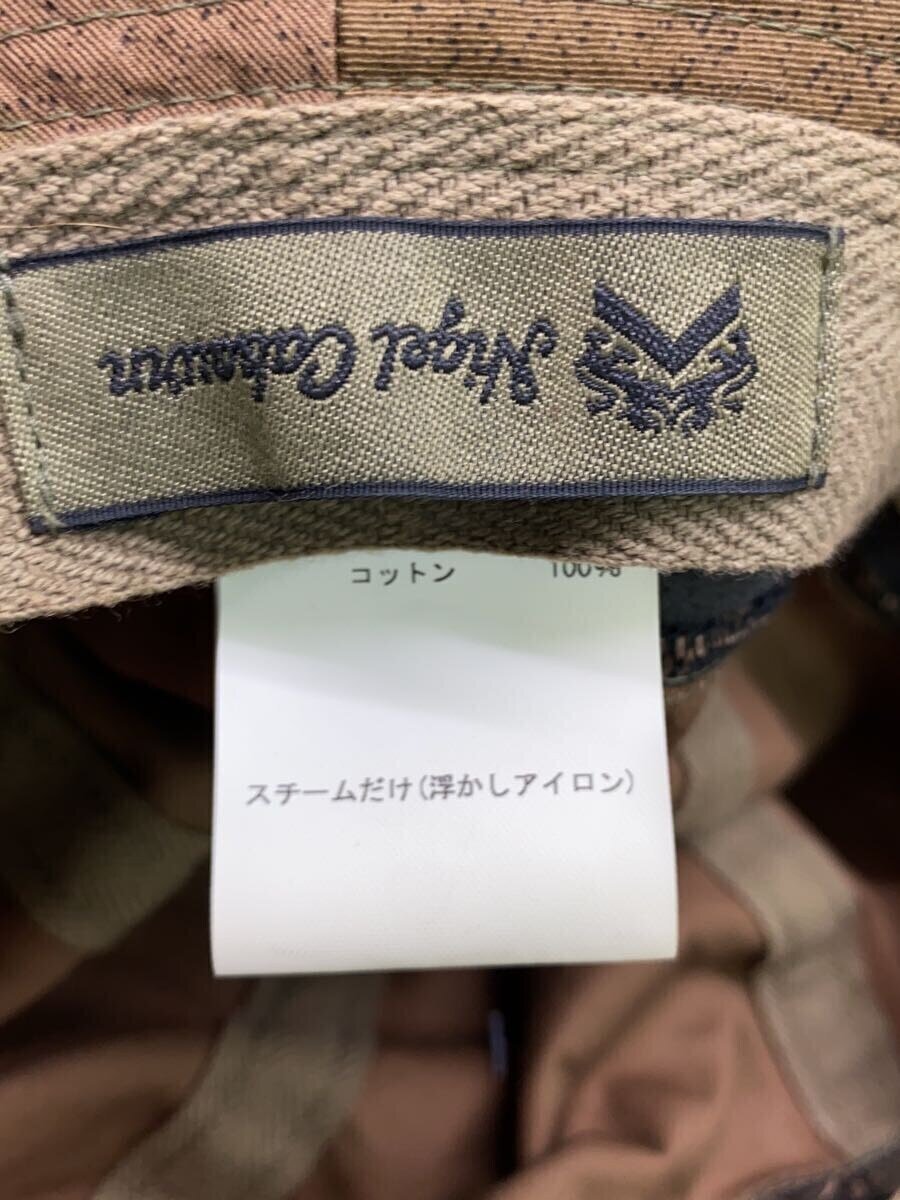 Nigel Cabourn
コットン 100%
スチームだけ(浮かしアイロン)